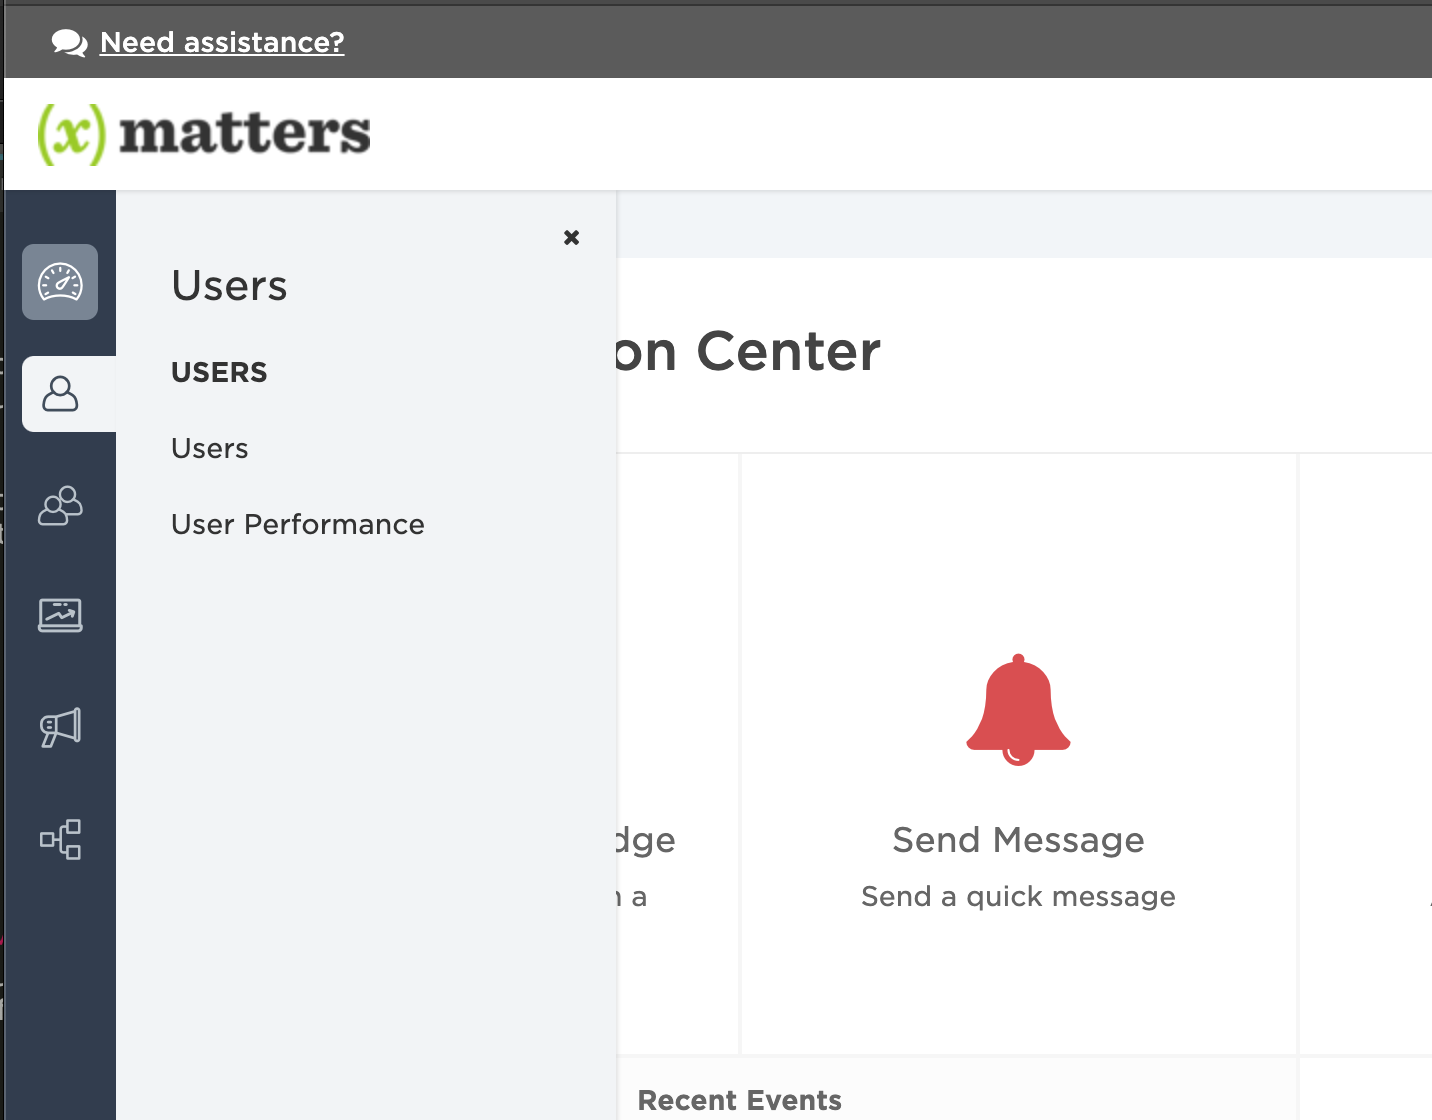 Need assistance?
(x) matters
Users
USERS
Users
User Performance
on Center
dge
a
Send Message
Send a quick message
Recent Events